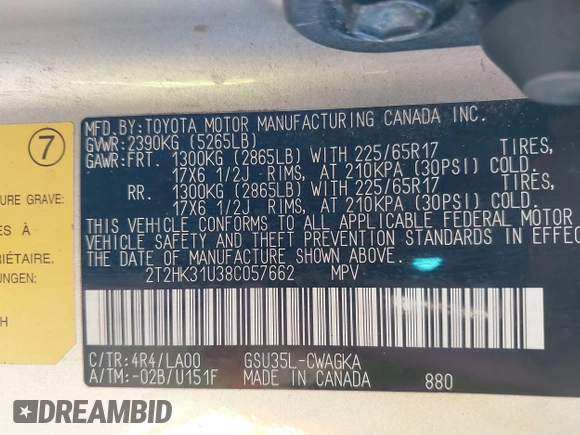 MFD.BY:TOYOTA MOTOR MANUFACTURING CANADA INC.
GVWR:2390KG (5265LB)
GAWR:FRT. 1300KG (2865LB) WITH 225/65R17 TIRES,
17X6 1/2J RIMS, AT 210KPA (30PSI) COLD.
RR. 1300KG (2865LB) WITH 225/65R17 TIRES,
17X6 1/2J RIMS, AT 210KPA (30PSI) COLD.
THIS VEHICLE CONFORMS TO ALL APPLICABLE FEDERAL MOTOR
VEHICLE SAFETY AND THEFT PREVENTION STANDARDS IN EFFEC
THE DATE OF MANUFACTURE SHOWN ABOVE.
2T2HK31U38C057662 MPV
C/TR:4R4/LA00 GSU35L-CWAGKA
A/TM:-02B/U151F MADE IN CANADA 880
7
URE GRAVE:
ES À
RIÉTAIRE.
UNGEN:
H
DREAMBID